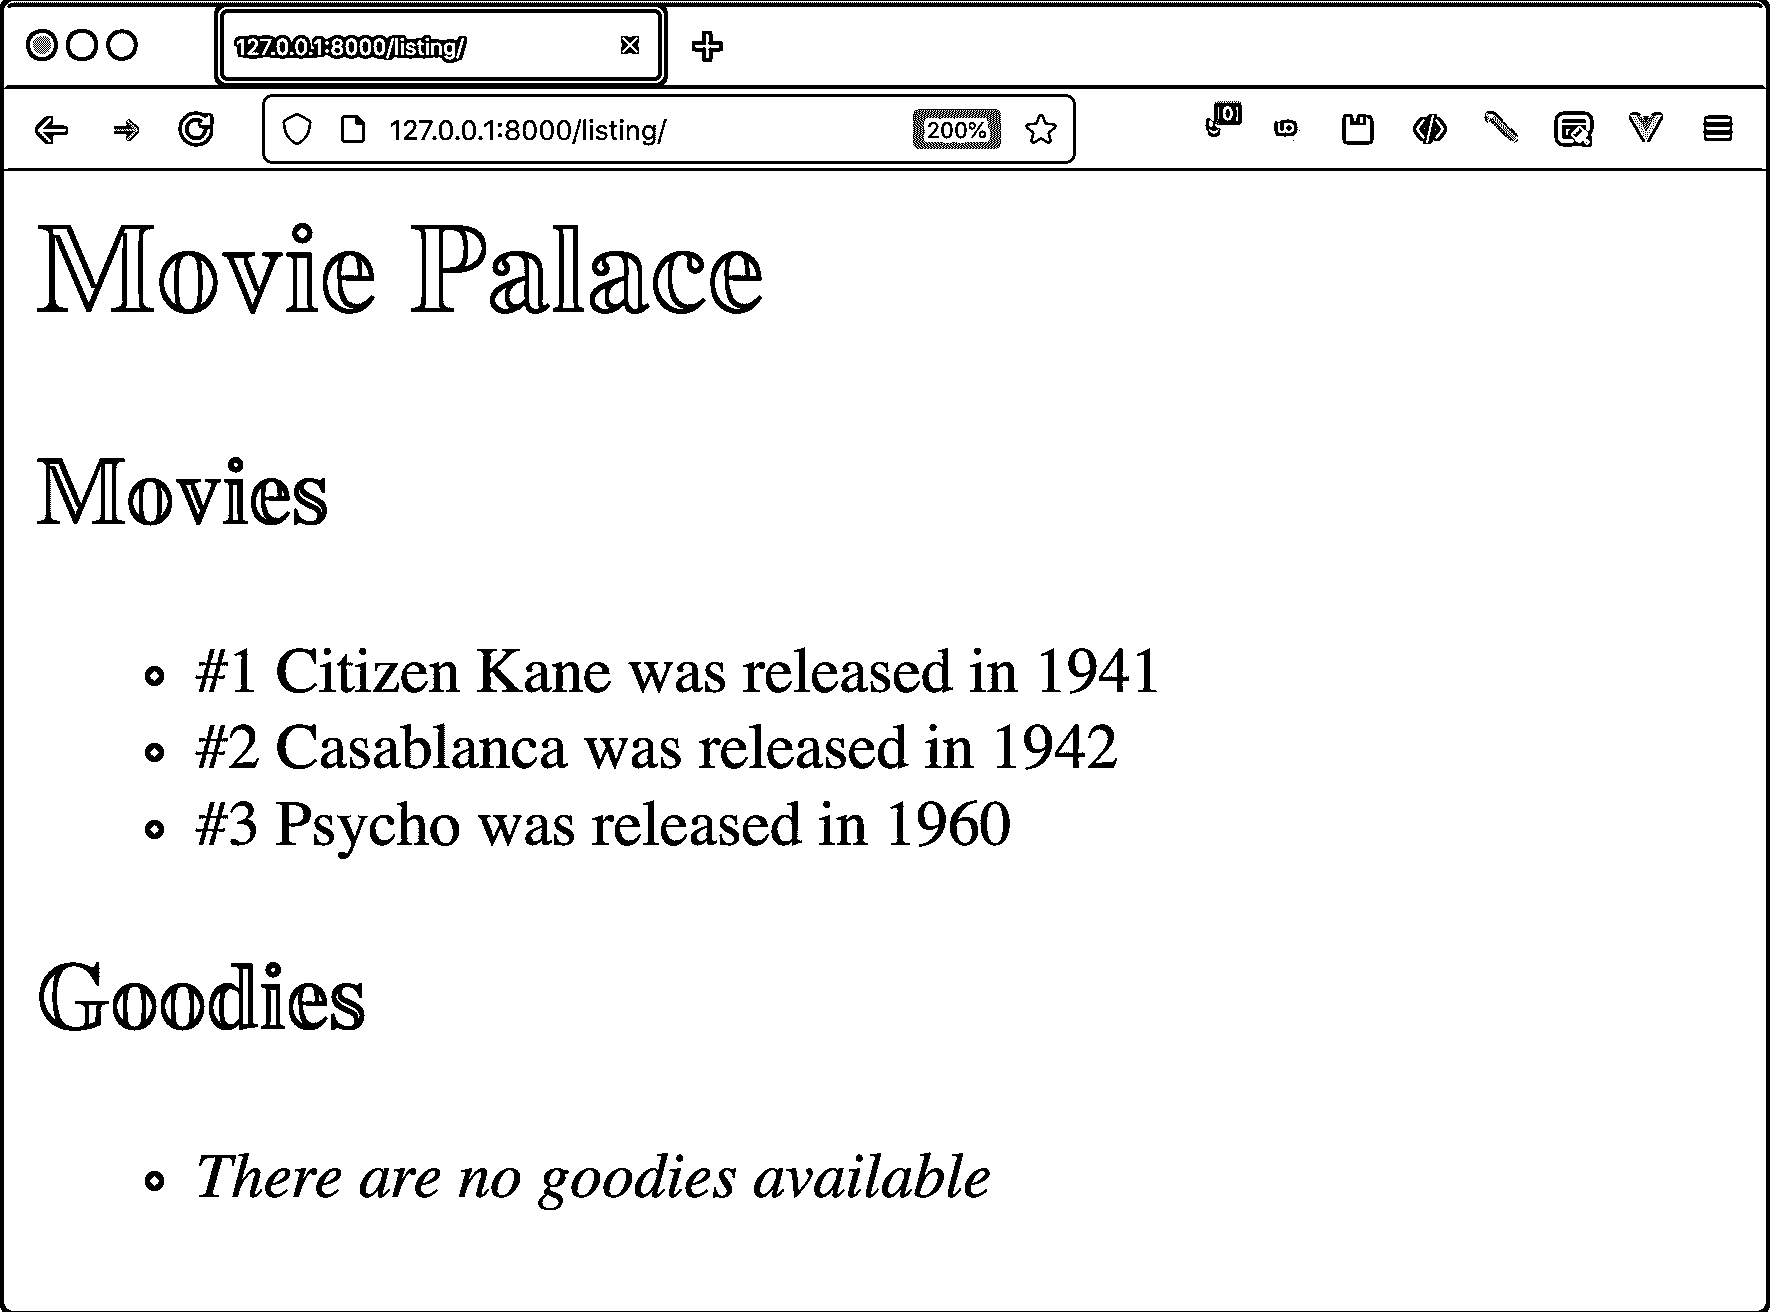 127.0.0.1:8000/listing/
127.0.0.1:8000/listing/
200%
Movie Palace
Movies
#1 Citizen Kane was released in 1941
#2 Casablanca was released in 1942
#3 Psycho was released in 1960
Goodies
There are no goodies available